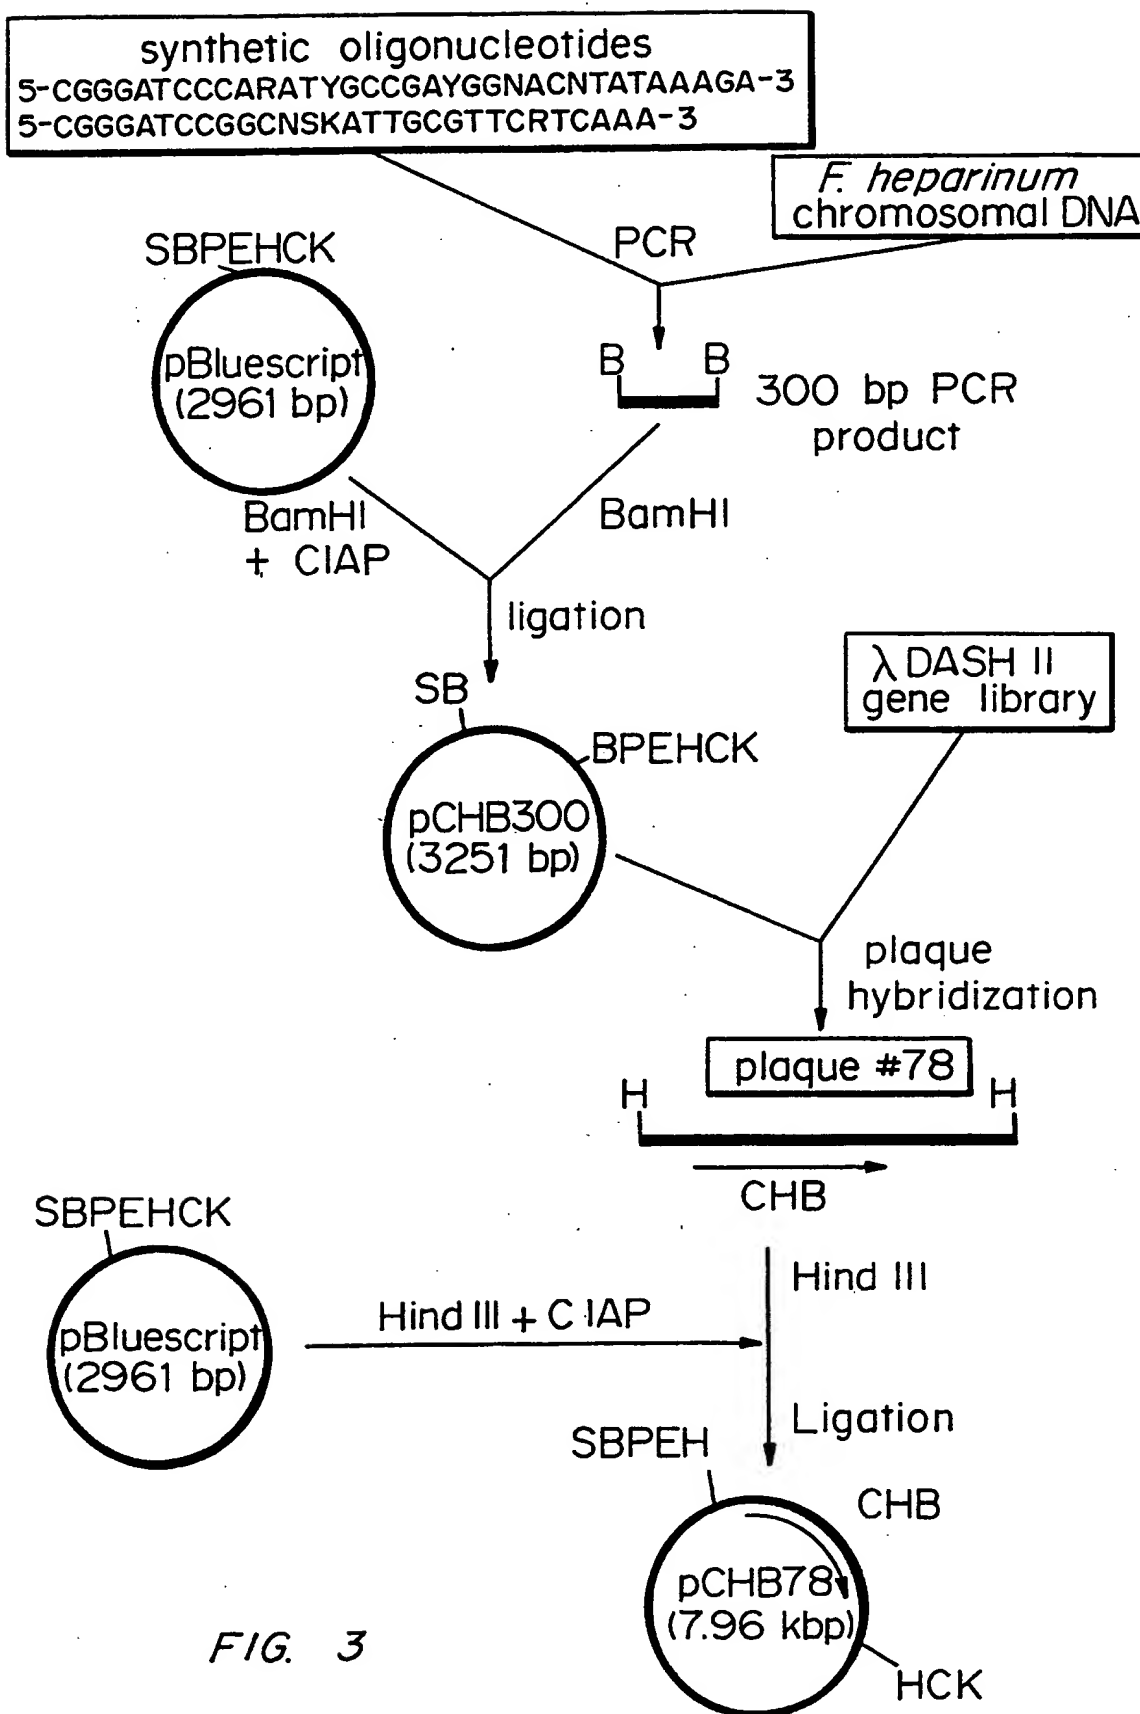 synthetic oligonucleotides
5-CGGGATCCCARATYGCCGAYGGNACNTATAAAGA-3
5-CGGGATCCGGCNSKATTGCGTTCRTCAAA-3
F. heparinum
chromosomal DNA
PCR
SBPEHCK
pBluescript
(2961 bp)
B B
300 bp PCR
product
BamHI
+ CIAP
BamHI
ligation
λ DASH II
gene library
SB
BPEHCK
pCHB300
(3251 bp)
plaque
hybridization
plaque #78
H H
CHB
SBPEHCK
Hind III
pBluescript
(2961 bp)
Hind III + CIAP
Ligation
SBPEH
CHB
pCHB78
(7.96 kbp)
FIG. 3
HCK